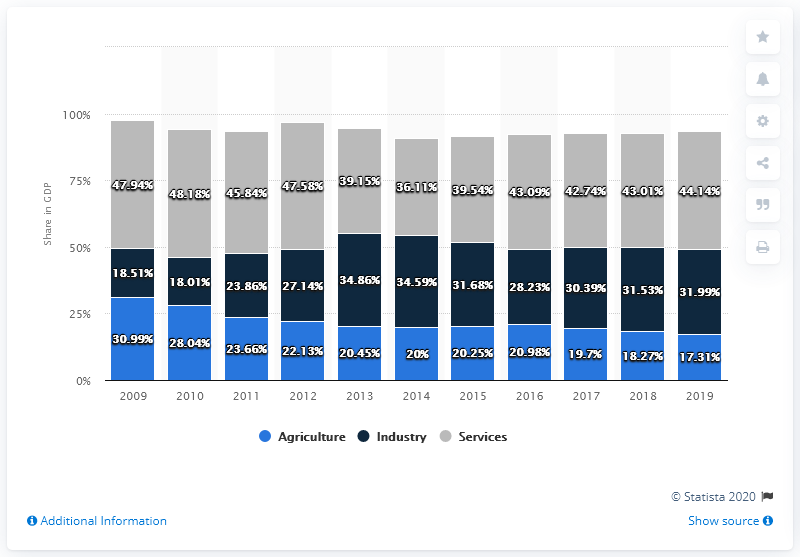 Share in GDP
100%
75%
50%
25%
0%
47.94% 48.18% 45.84% 47.58% 39.15% 36.11% 39.54% 43.09% 42.74% 43.01% 44.14%
18.51% 18.01% 23.86% 27.14% 34.86% 34.59% 31.68% 28.23% 30.39% 31.53% 31.99%
30.99% 28.04% 23.66% 22.13% 20.45% 20% 20.25% 20.98% 19.7% 18.27% 17.31%
2009 2010 2011 2012 2013 2014 2015 2016 2017 2018 2019
Agriculture Industry Services
© Statista 2020
Additional Information Show source